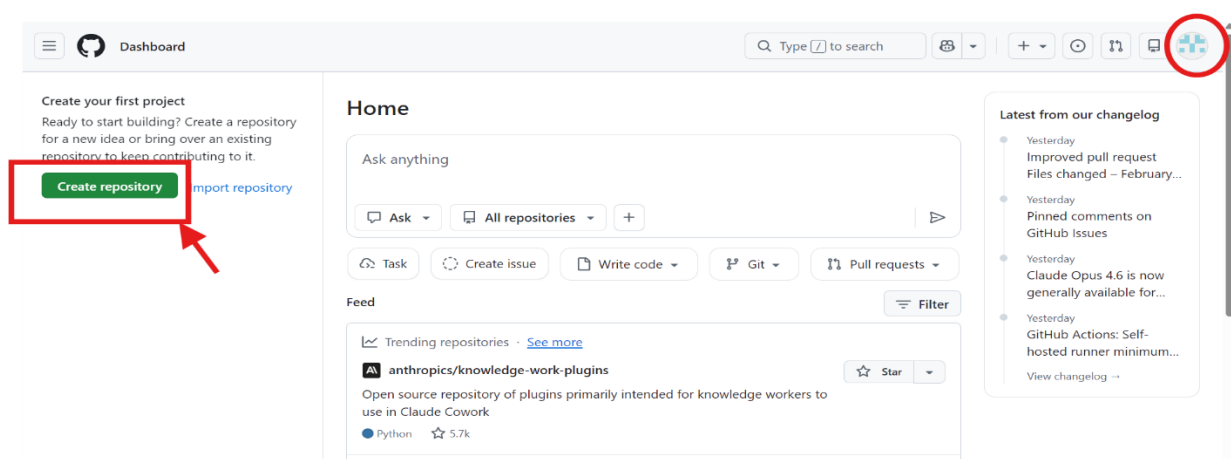 Dashboard
Type / to search
Create your first project
Ready to start building? Create a repository
for a new idea or bring over an existing
repository to keep contributing to it.
Create repository
mport repository
Home
Ask anything
Ask
All repositories
Task
Create issue
Write code
Git
Pull requests
Feed
Filter
Trending repositories · See more
anthropics/knowledge-work-plugins
Star
Open source repository of plugins primarily intended for knowledge workers to
use in Claude Cowork
Python 5.7k
Latest from our changelog
Yesterday
Improved pull request
Files changed – February...
Yesterday
Pinned comments on
GitHub Issues
Yesterday
Claude Opus 4.6 is now
generally available for...
Yesterday
GitHub Actions: Self-
hosted runner minimum...
View changelog →